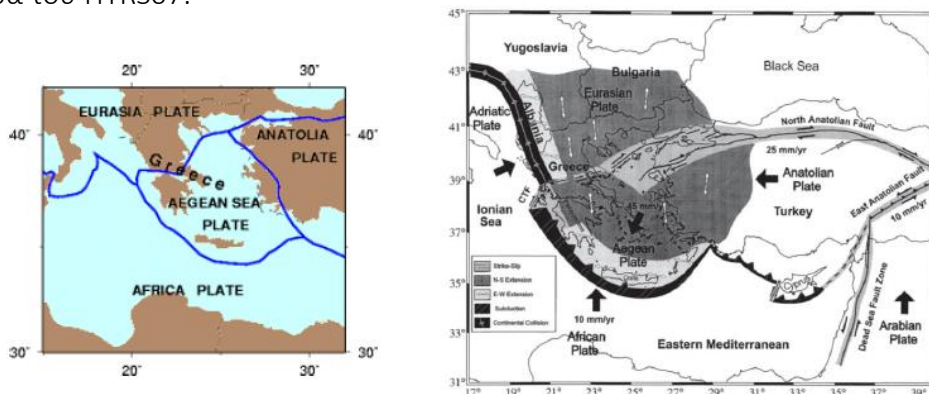 20°
20°
30°
EURASIA PLATE
40°
40°
ANATOLIA
PLATE
Greece
AEGEAN SEA
PLATE
AFRICA PLATE
30°
30°
20°
30°
45°
Yugoslavia
Black Sea
43°
Bulgaria
Eurasian
Plate
Adriatic
Plate
Albania
41°
North Anatolian Fault
25 mm/yr
Greece
39°
Anatolian
Plate
CTF
East Anatolian Fault
10 mm/yr
Ionian
Sea
45 mm/
Turkey
37°
Aegean
Plate
Strike-Slip
N-S Extension
E-W Extension
Subduction
Continental Collision
35°
Cyprus
Dead Sea Fault Zone
10 mm/yr
African
Plate
Arabian
Plate
33°
Eastern Mediterranean
31°
17°
19°
21°
23°
25°
27°
29°
31°
33°
35°
37°
39°